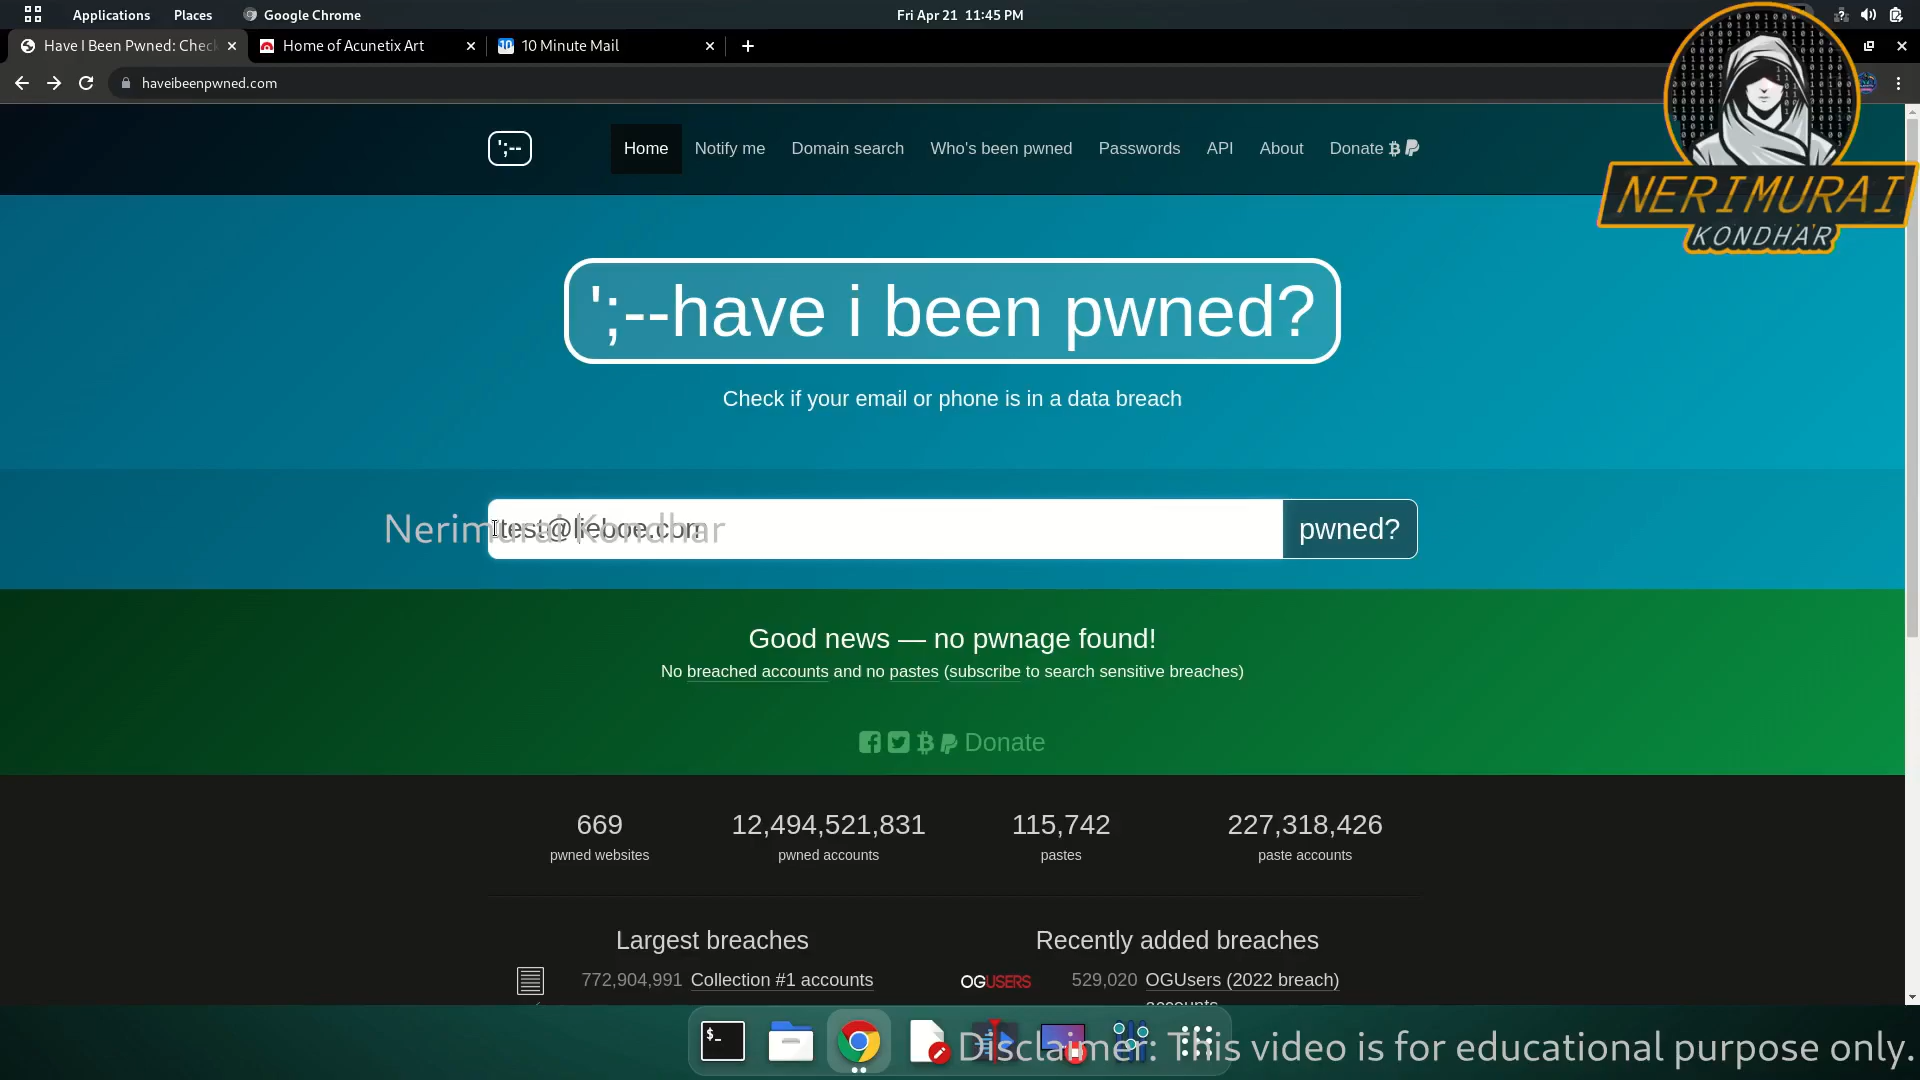 Applications Places Google Chrome Fri Apr 21 11:45 PM
Have I Been Pwned: Check Home of Acunetix Art 10 Minute Mail
haveibeenpwned.com
';-- Home Notify me Domain search Who's been pwned Passwords API About Donate
NERIMURAI
KONDHAR
';--have i been pwned?
Check if your email or phone is in a data breach
Nerimurai Kondhar
pwned?
Good news — no pwnage found!
No breached accounts and no pastes (subscribe to search sensitive breaches)
Donate
669 12,494,521,831 115,742 227,318,426
pwned websites pwned accounts pastes paste accounts
Largest breaches Recently added breaches
772,904,991 Collection #1 accounts OGUSERS 529,020 OGUsers (2022 breach)
accounts
$_
Disclaimer: This video is for educational purpose only.